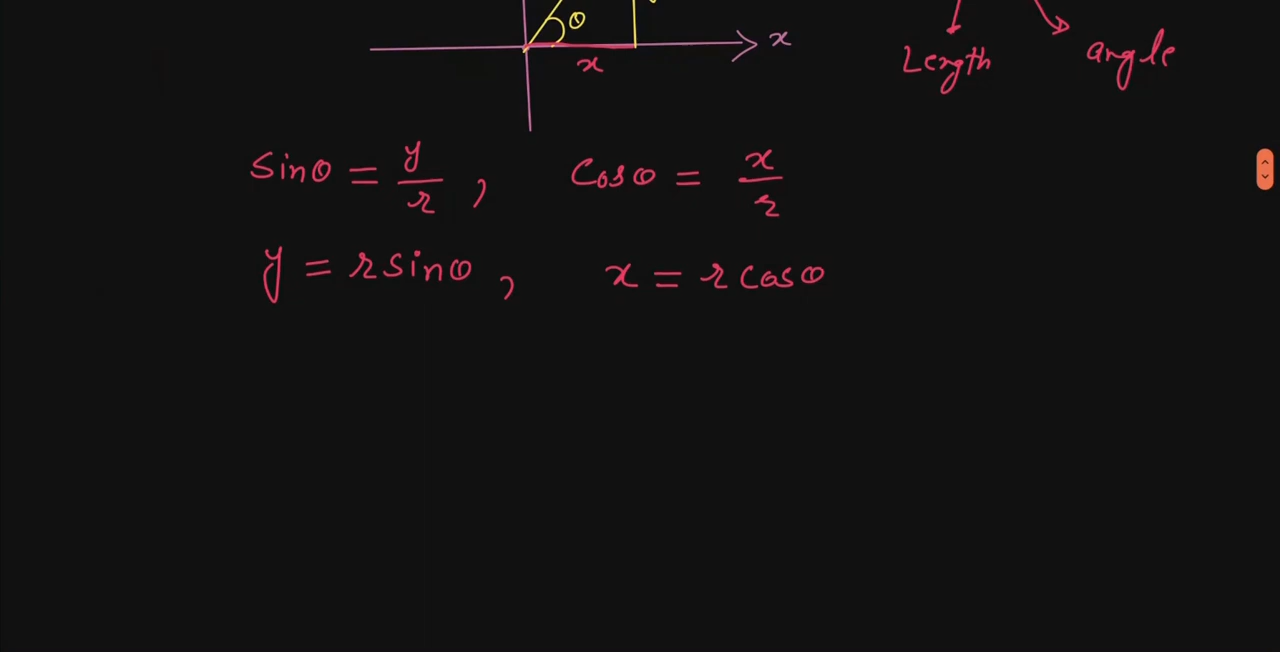 θ
x
x
Length angle
Sinθ = y/r , Cosθ = x/r
y = r sinθ , x = r cosθ